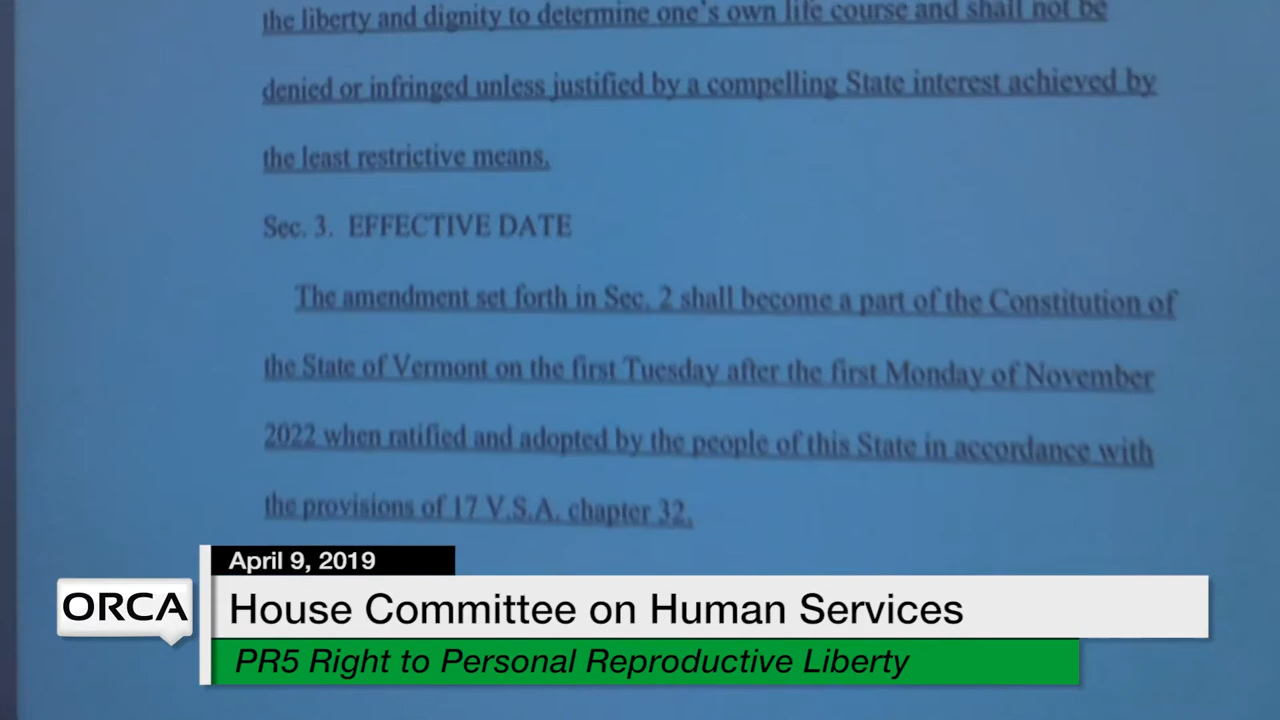 the liberty and dignity to determine one's own life course and shall not be
denied or infringed unless justified by a compelling State interest achieved by
the least restrictive means.
Sec. 3. EFFECTIVE DATE
The amendment set forth in Sec. 2 shall become a part of the Constitution of
the State of Vermont on the first Tuesday after the first Monday of November
2022 when ratified and adopted by the people of this State in accordance with
the provisions of 17 V.S.A. chapter 32.
April 9, 2019
ORCA
House Committee on Human Services
PR5 Right to Personal Reproductive Liberty